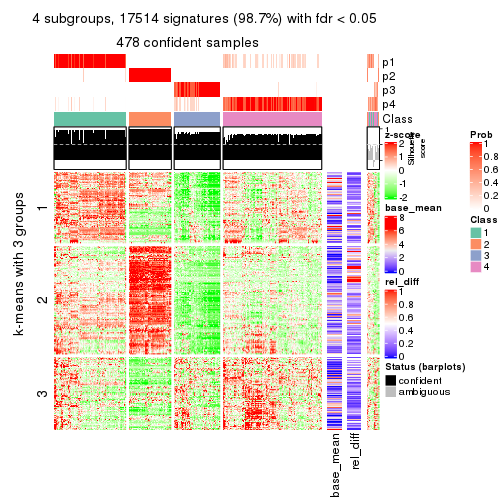 4 subgroups, 17514 signatures (98.7%) with fdr < 0.05
478 confident samples
p1
p2
p3
p4
Class
1
Silhouette
score
k-means with 3 groups
1
2
3
base_mean
rel_diff
z-score
2
1
0
-1
-2
base_mean
8
6
4
2
0
rel_diff
1
0.8
0.6
0.4
0.2
0
Status (barplots)
confident
ambiguous
Prob
1
0.8
0.6
0.4
0.2
0
Class
1
2
3
4